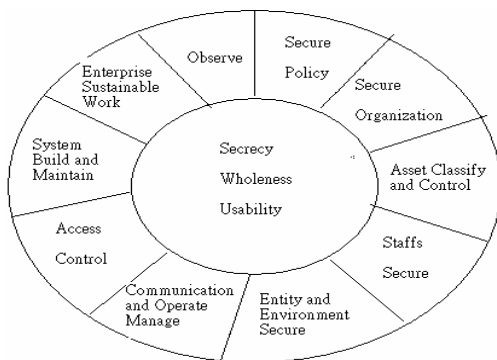 Observe
Secure
Policy
Secure
Organization
Asset Classify
and Control
Staffs
Secure
Entity and
Environment
Secure
Communication
and Operate
Manage
Access
Control
System
Build and
Maintain
Enterprise
Sustainable
Work
Secrecy
Wholeness
Usability